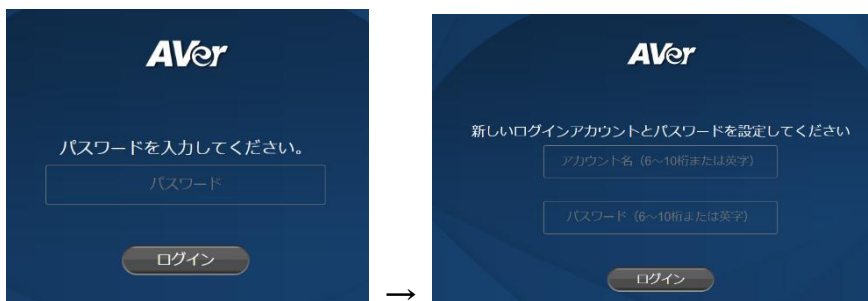 AVer
パスワードを入力してください。
パスワード
ログイン
→
AVer
新しいログインアカウントとパスワードを設定してください
アカウント名（6～10桁または英字）
パスワード（6～10桁または英字）
ログイン